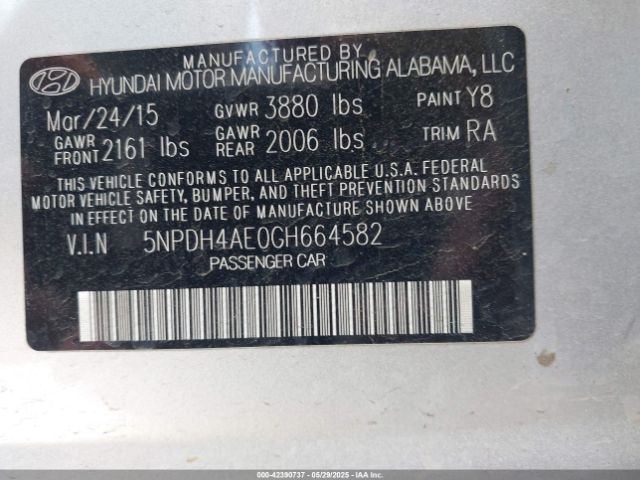 MANUFACTURED BY
HYUNDAI MOTOR MANUFACTURING ALABAMA, LLC
Mar/24/15 GVWR 3880 lbs PAINT Y8
GAWR FRONT 2161 lbs GAWR REAR 2006 lbs TRIM RA
THIS VEHICLE CONFORMS TO ALL APPLICABLE U.S.A. FEDERAL
MOTOR VEHICLE SAFETY, BUMPER, AND THEFT PREVENTION STANDARDS
IN EFFECT ON THE DATE OF MANUFACTURE SHOWN ABOVE.
V.I.N 5NPDH4AE0GH664582
PASSENGER CAR
000-42390737 - 05/29/2025 - IAA Inc.